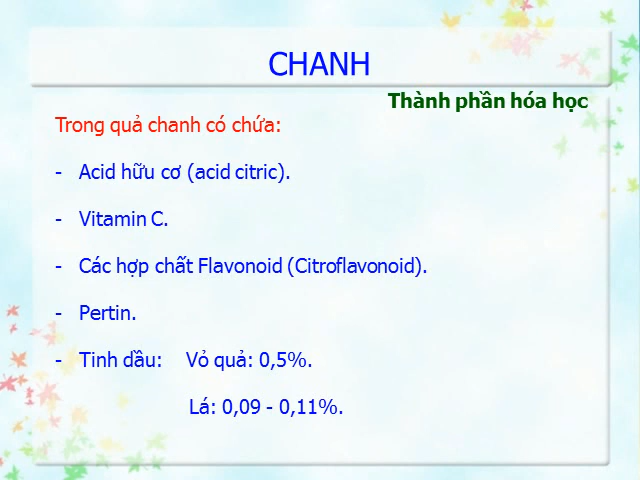 CHANH
Thành phần hóa học
Trong quả chanh có chứa:
- Acid hữu cơ (acid citric).
- Vitamin C.
- Các hợp chất Flavonoid (Citroflavonoid).
- Pertin.
- Tinh dầu: Vỏ quả: 0,5%.
Lá: 0,09 - 0,11%.